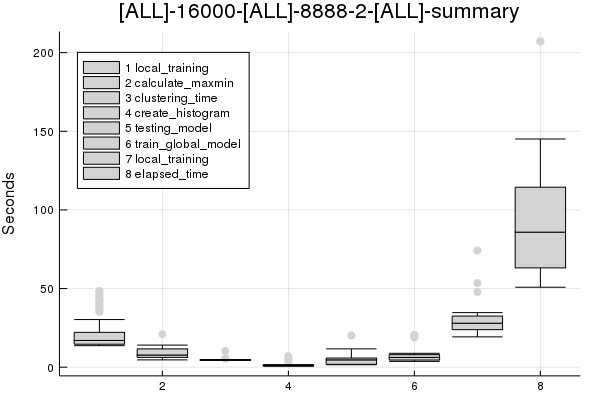 [ALL]-16000-[ALL]-8888-2-[ALL]-summary
200
150
100
50
0
Seconds
1 local_training
2 calculate_maxmin
3 clustering_time
4 create_histogram
5 testing_model
6 train_global_model
7 local_training
8 elapsed_time
2
4
6
8